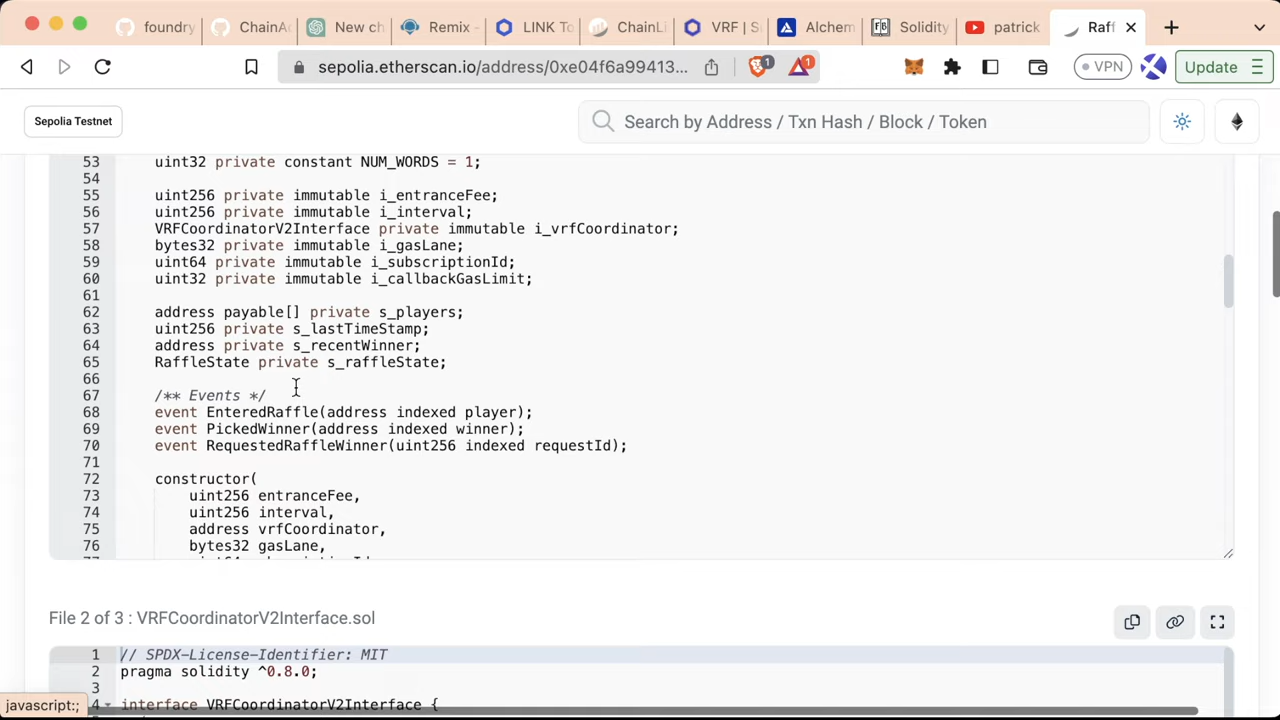 foundry
ChainA
New ch
Remix -
LINK To
ChainLi
VRF | S
Alchem
Solidity
patrick
Raff
sepolia.etherscan.io/address/0xe04f6a99413...
1
1
VPN
Update
Sepolia Testnet
Search by Address / Txn Hash / Block / Token
53 uint32 private constant NUM_WORDS = 1;
54
55 uint256 private immutable i_entranceFee;
56 uint256 private immutable i_interval;
57 VRFCoordinatorV2Interface private immutable i_vrfCoordinator;
58 bytes32 private immutable i_gasLane;
59 uint64 private immutable i_subscriptionId;
60 uint32 private immutable i_callbackGasLimit;
61
62 address payable[] private s_players;
63 uint256 private s_lastTimeStamp;
64 address private s_recentWinner;
65 RaffleState private s_raffleState;
66
67 /** Events */
68 event EnteredRaffle(address indexed player);
69 event PickedWinner(address indexed winner);
70 event RequestedRaffleWinner(uint256 indexed requestId);
71
72 constructor(
73 uint256 entranceFee,
74 uint256 interval,
75 address vrfCoordinator,
76 bytes32 gasLane,
File 2 of 3 : VRFCoordinatorV2Interface.sol
1 // SPDX-License-Identifier: MIT
2 pragma solidity ^0.8.0;
3
4 interface VRFCoordinatorV2Interface {
javascript:;